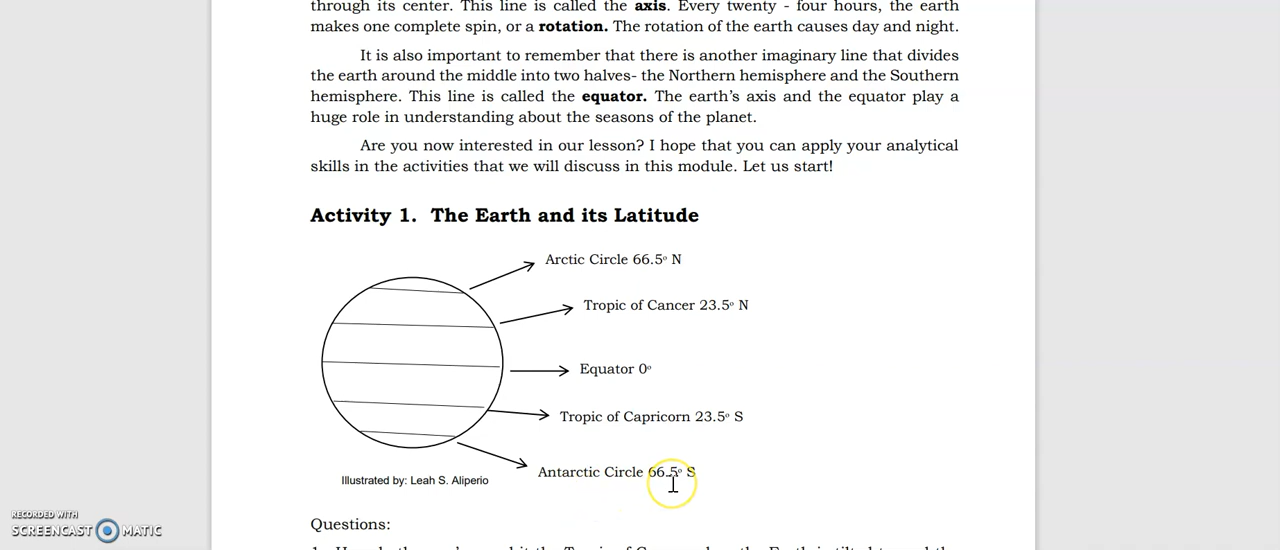 through its center. This line is called the axis. Every twenty - four hours, the earth
makes one complete spin, or a rotation. The rotation of the earth causes day and night.
It is also important to remember that there is another imaginary line that divides
the earth around the middle into two halves- the Northern hemisphere and the Southern
hemisphere. This line is called the equator. The earth's axis and the equator play a
huge role in understanding about the seasons of the planet.
Are you now interested in our lesson? I hope that you can apply your analytical
skills in the activities that we will discuss in this module. Let us start!
Activity 1. The Earth and its Latitude
Arctic Circle 66.5º N
Tropic of Cancer 23.5º N
Equator 0º
Tropic of Capricorn 23.5º S
Antarctic Circle 66.5º S
Illustrated by: Leah S. Aliperio
RECORDED WITH
SCREENCAST MATIC
Questions: